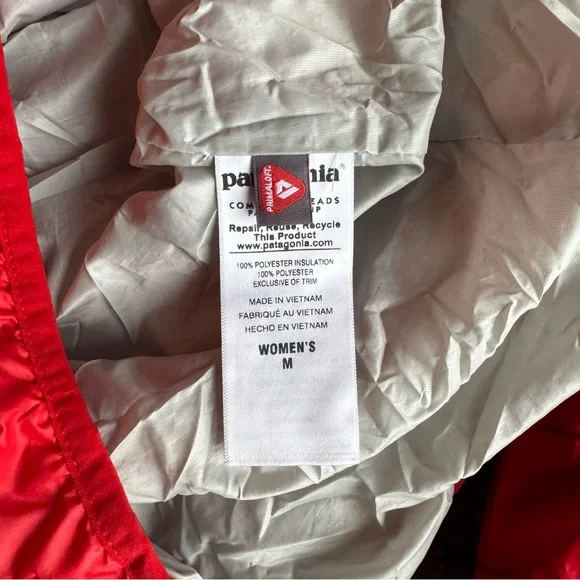 PRIMALOFT
Repair, Reuse, Recycle
This Product
www.patagonia.com
100% POLYESTER INSULATION
100% POLYESTER
EXCLUSIVE OF TRIM
MADE IN VIETNAM
FABRIQUÉ AU VIETNAM
HECHO EN VIETNAM
WOMEN'S
M